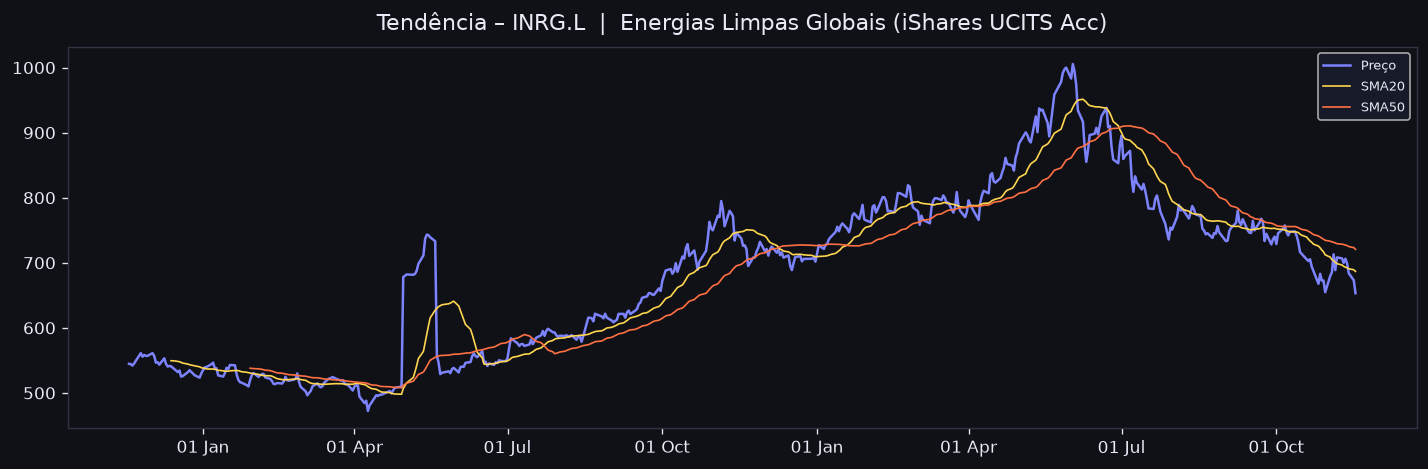 Tendência – INRG.L | Energias Limpas Globais (iShares UCITS Acc)
1000
900
800
700
600
500
Preço
SMA20
SMA50
01 Jan 01 Apr 01 Jul 01 Oct 01 Jan 01 Apr 01 Jul 01 Oct